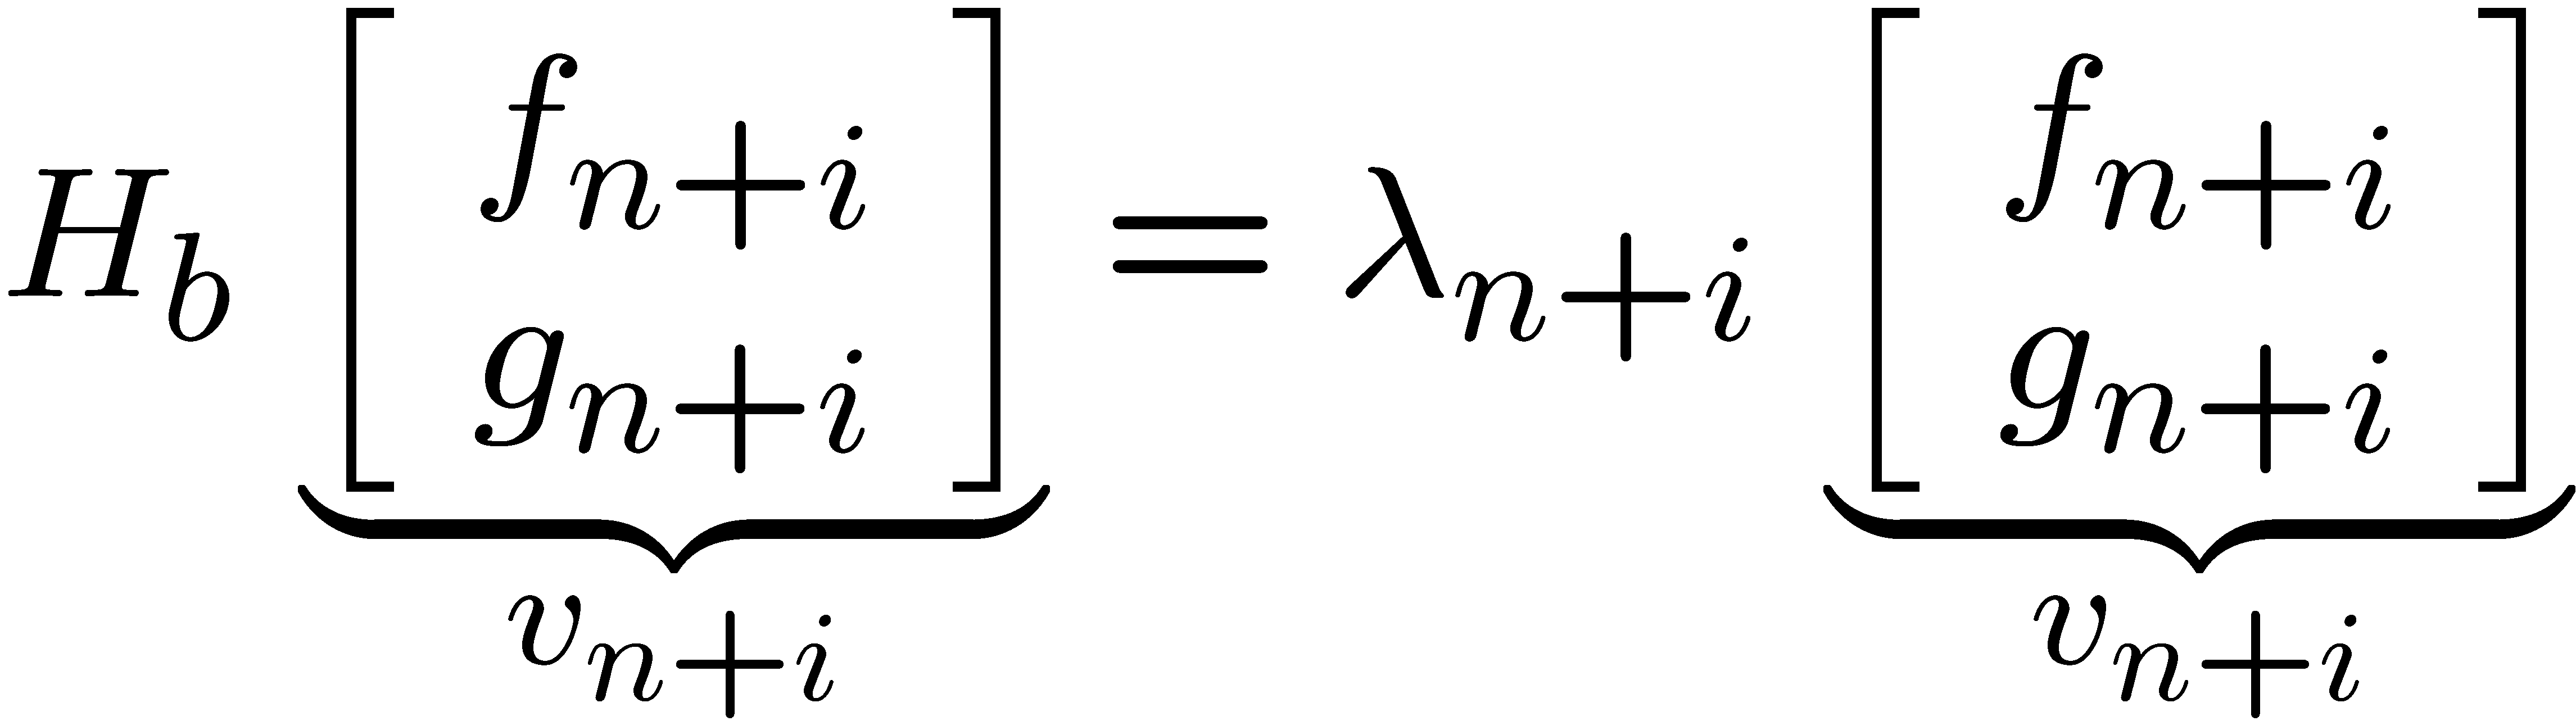 H_b [ f_{n+i} g_{n+i} ] = λ_{n+i} [ f_{n+i} g_{n+i} ]
v_{n+i} v_{n+i}